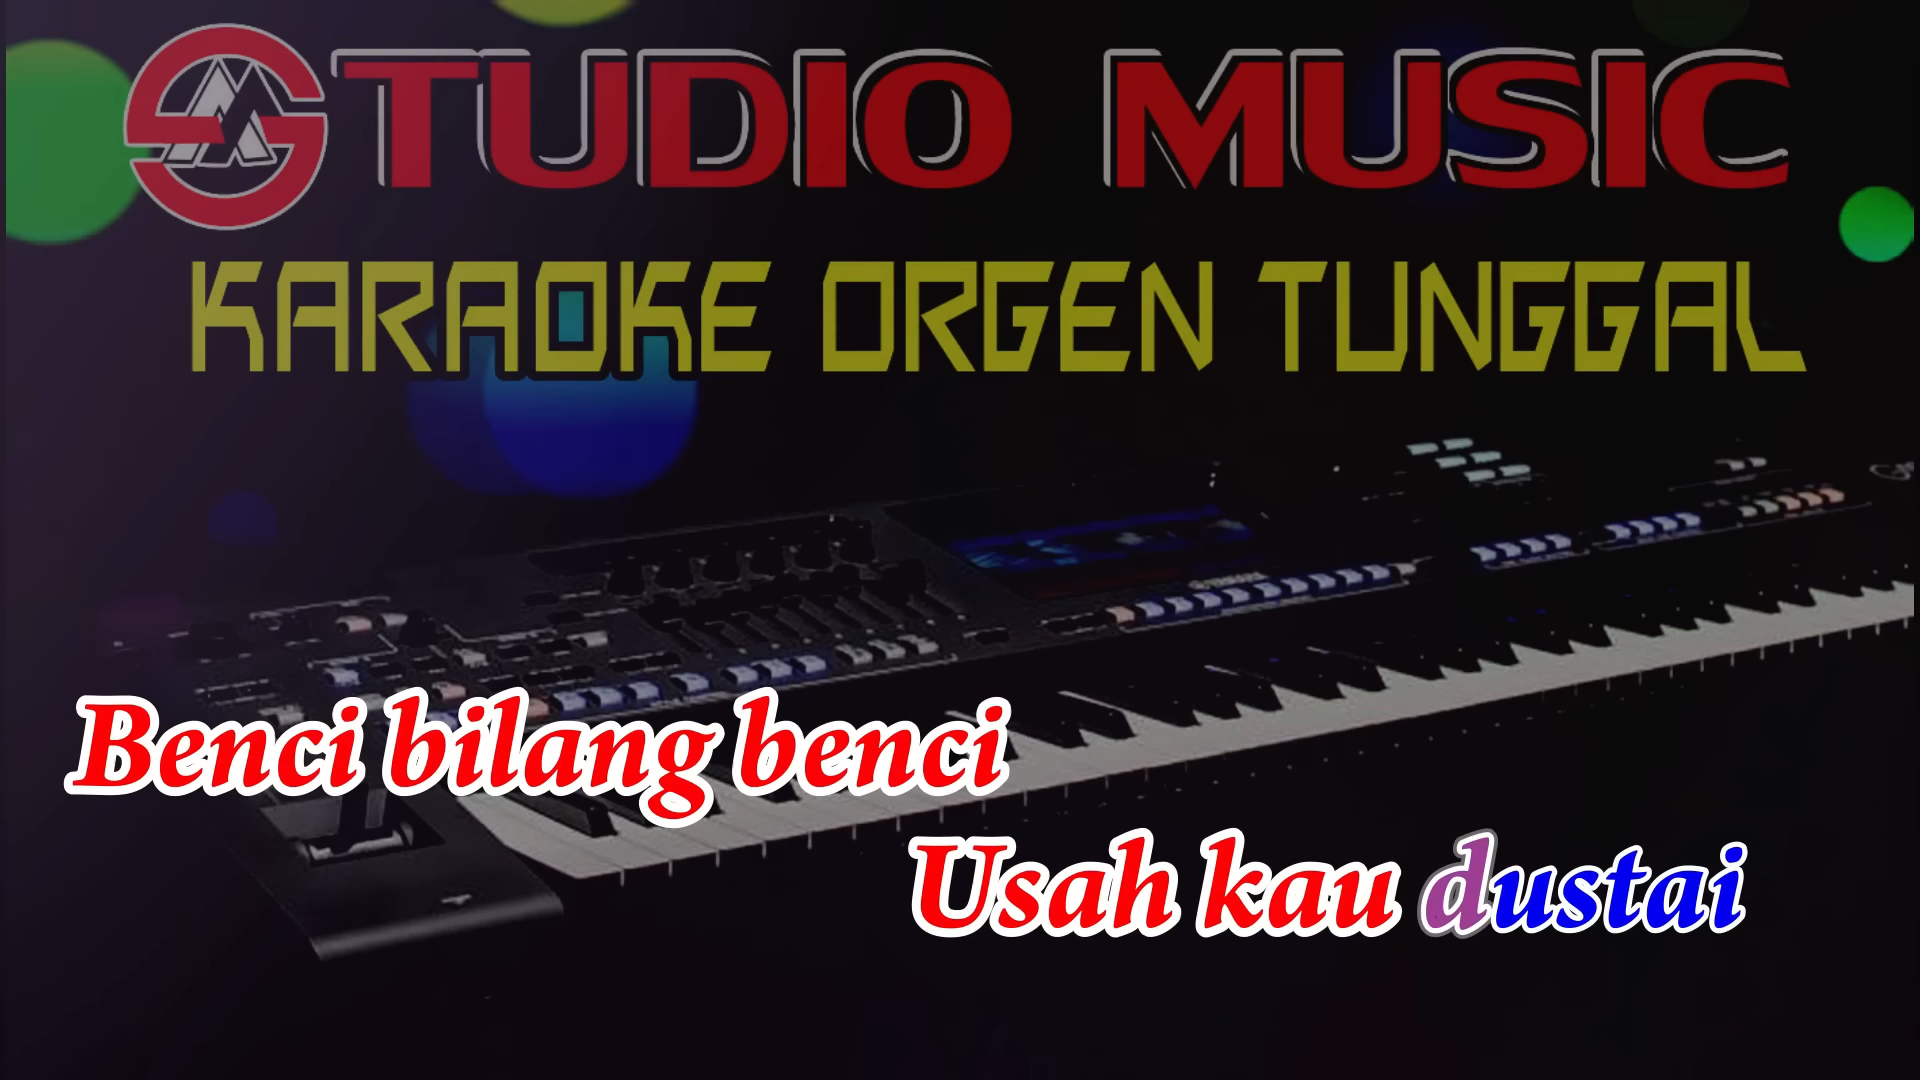 STUDIO MUSIC
KARAOKE ORGEN TUNGGAL
Benci bilang benci
Usah kau dustai